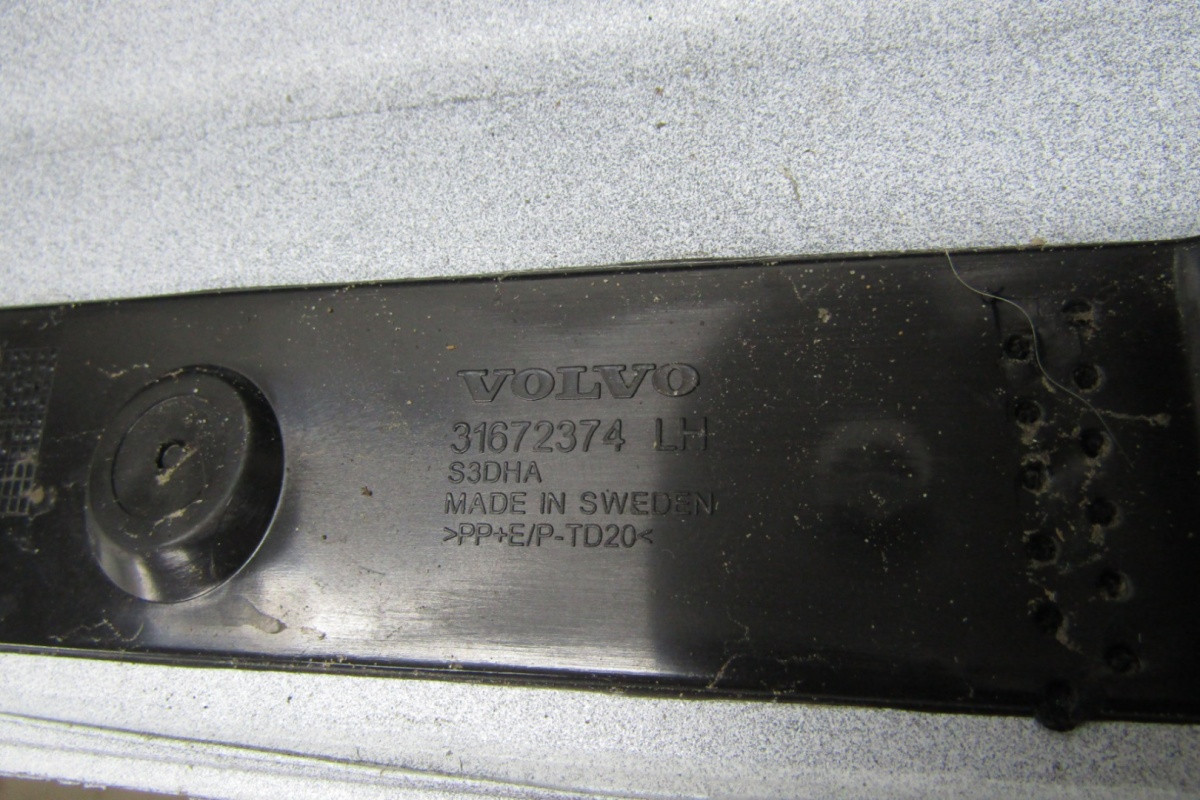 VOLVO
31672374 LH
S3DHA
MADE IN SWEDEN
>PP+E/P-TD20<